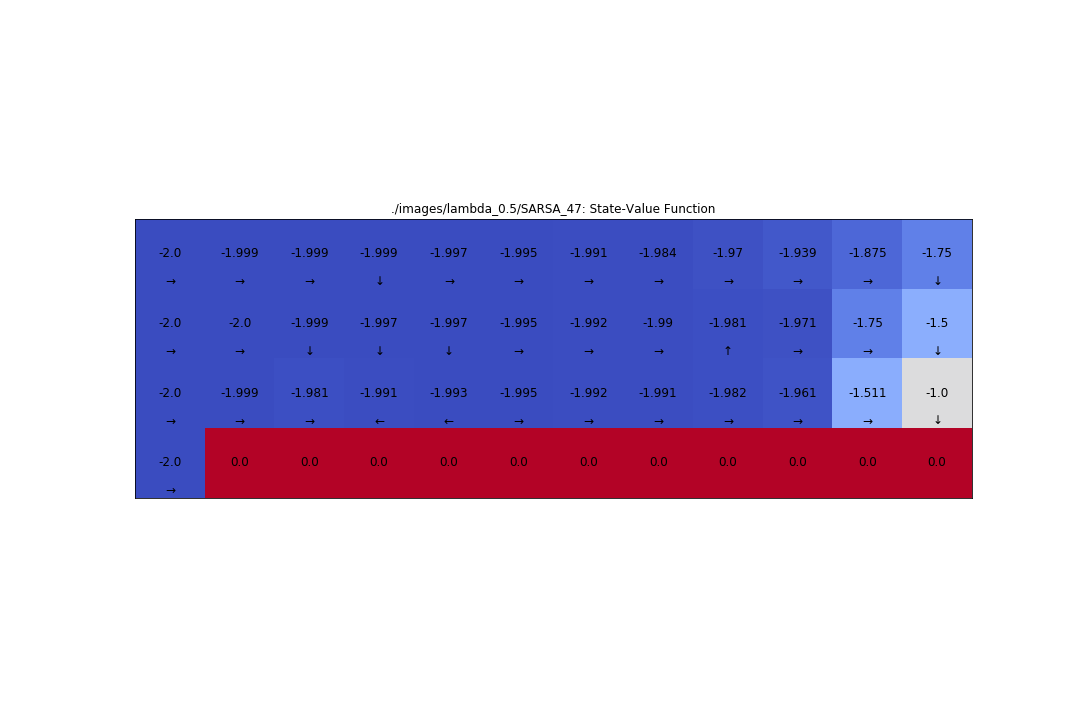 ./images/lambda_0.5/SARSA_47: State-Value Function
-2.0 -1.999 -1.999 -1.999 -1.997 -1.995 -1.991 -1.984 -1.97 -1.939 -1.875 -1.75
→ → → ↓ → → → → → → → ↓
-2.0 -2.0 -1.999 -1.997 -1.997 -1.995 -1.992 -1.99 -1.981 -1.971 -1.75 -1.5
→ → ↓ ↓ ↓ → → → ↑ → → ↓
-2.0 -1.999 -1.981 -1.991 -1.993 -1.995 -1.992 -1.991 -1.982 -1.961 -1.511 -1.0
→ → → ← ← → → → → → → ↓
-2.0 0.0 0.0 0.0 0.0 0.0 0.0 0.0 0.0 0.0 0.0 0.0
→